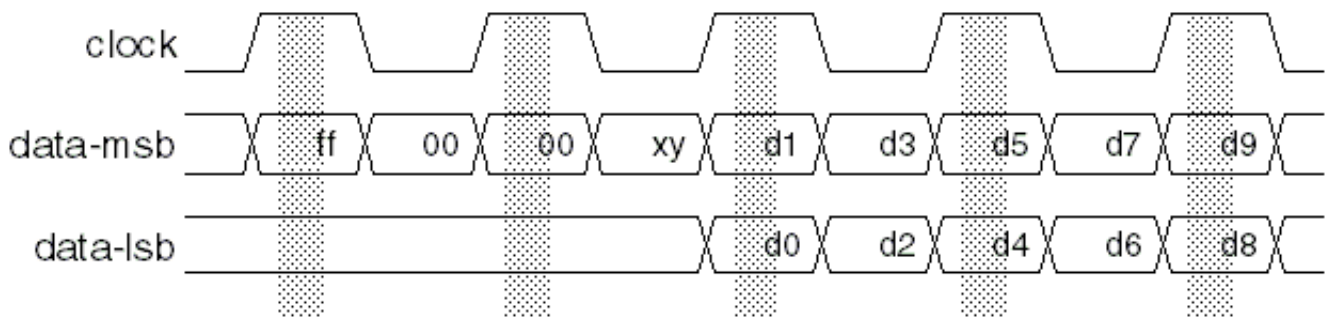 clock
data-msb ff 00 00 xy d1 d3 d5 d7 d9
data-lsb d0 d2 d4 d6 d8